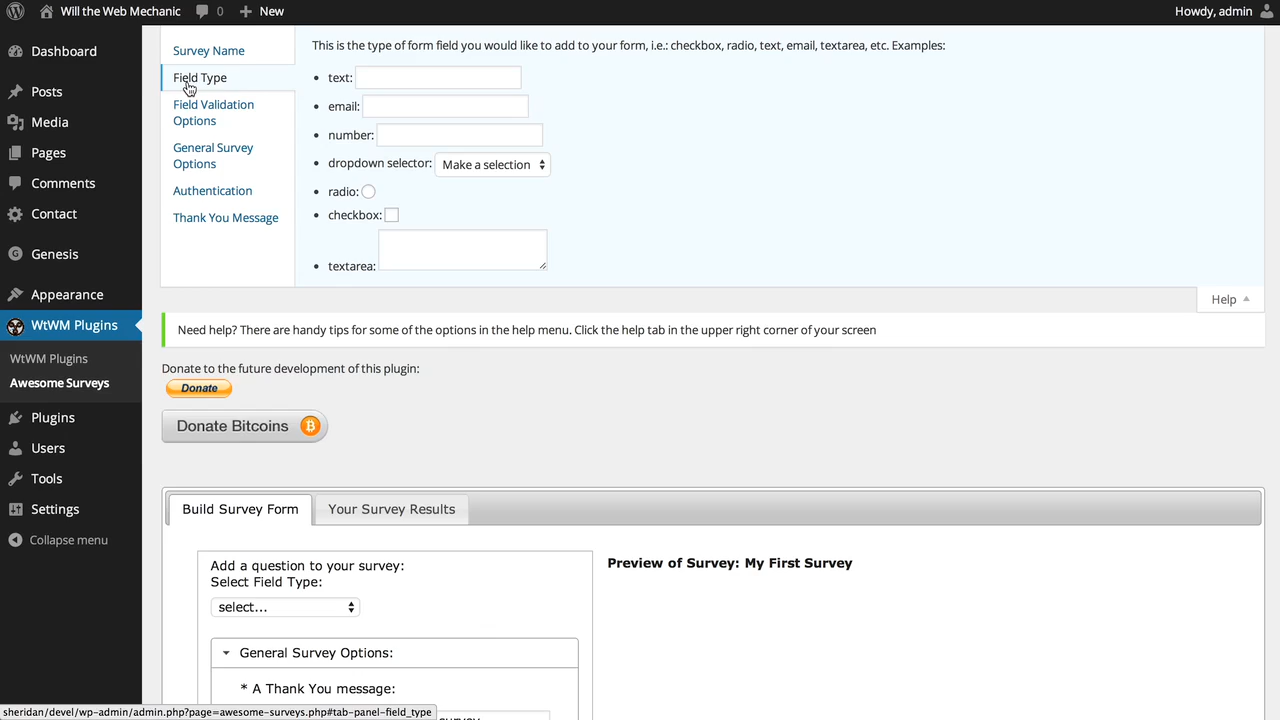 Will the Web Mechanic 0 New Howdy, admin
Dashboard
Posts
Media
Pages
Comments
Contact
Genesis
Appearance
WtWM Plugins
WtWM Plugins
Awesome Surveys
Plugins
Users
Tools
Settings
Collapse menu
Survey Name
Field Type
Field Validation
Options
General Survey
Options
Authentication
Thank You Message
This is the type of form field you would like to add to your form, i.e.: checkbox, radio, text, email, textarea, etc. Examples:
text:
email:
number:
dropdown selector: Make a selection
radio:
checkbox:
textarea:
Help
Need help? There are handy tips for some of the options in the help menu. Click the help tab in the upper right corner of your screen
Donate to the future development of this plugin:
Donate
Donate Bitcoins
Build Survey Form Your Survey Results
Add a question to your survey:
Select Field Type:
select...
General Survey Options:
* A Thank You message:
survey
Preview of Survey: My First Survey
sheridan/devel/wp-admin/admin.php?page=awesome-surveys.php#tab-panel-field_type